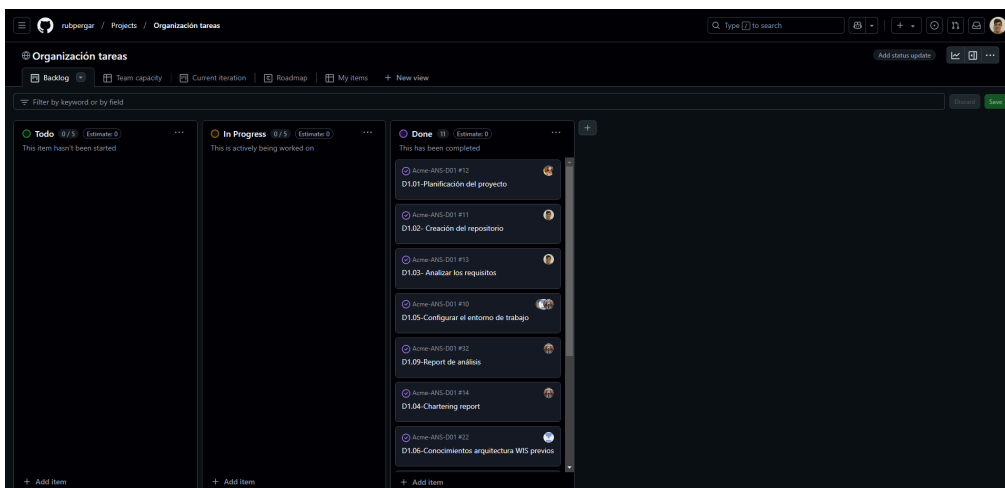 rubpergar / Projects / Organización tareas
Type / to search
Organización tareas
Add status update
Backlog
Team capacity
Current iteration
Roadmap
My items
+ New view
Filter by keyword or by field
Discard
Save
Todo 0 / 5 Estimate: 0
This item hasn't been started
+ Add item
In Progress 0 / 5 Estimate: 0
This is actively being worked on
+ Add item
Done 11 Estimate: 0
This has been completed
Acme-ANS-D01 #12
D1.01-Planificación del proyecto
Acme-ANS-D01 #11
D1.02- Creación del repositorio
Acme-ANS-D01 #13
D1.03- Analizar los requisitos
Acme-ANS-D01 #10
D1.05-Configurar el entorno de trabajo
Acme-ANS-D01 #32
D1.09-Report de análisis
Acme-ANS-D01 #14
D1.04-Chartering report
Acme-ANS-D01 #22
D1.06-Conocimientos arquitectura WIS previos
+ Add item